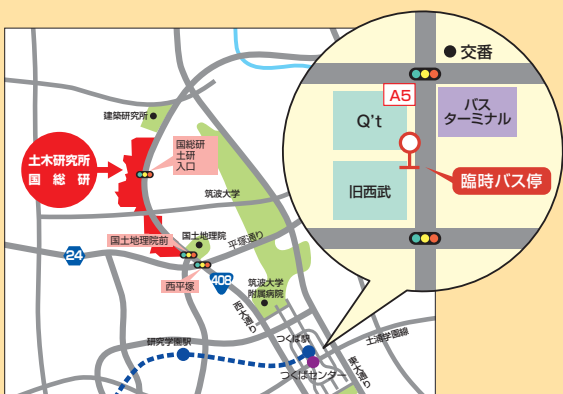 建築研究所
土木研究所
国総研
国総研
土研
入口
筑波大学
国土地理院前
国土地理院
平塚通り
24
西平塚
408
筑波大学
附属病院
西大通り
研究学園駅
つくば駅
つくばセンター
土浦学園線
東大通り
交番
A5
Q't
バス
ターミナル
旧西武
臨時バス停